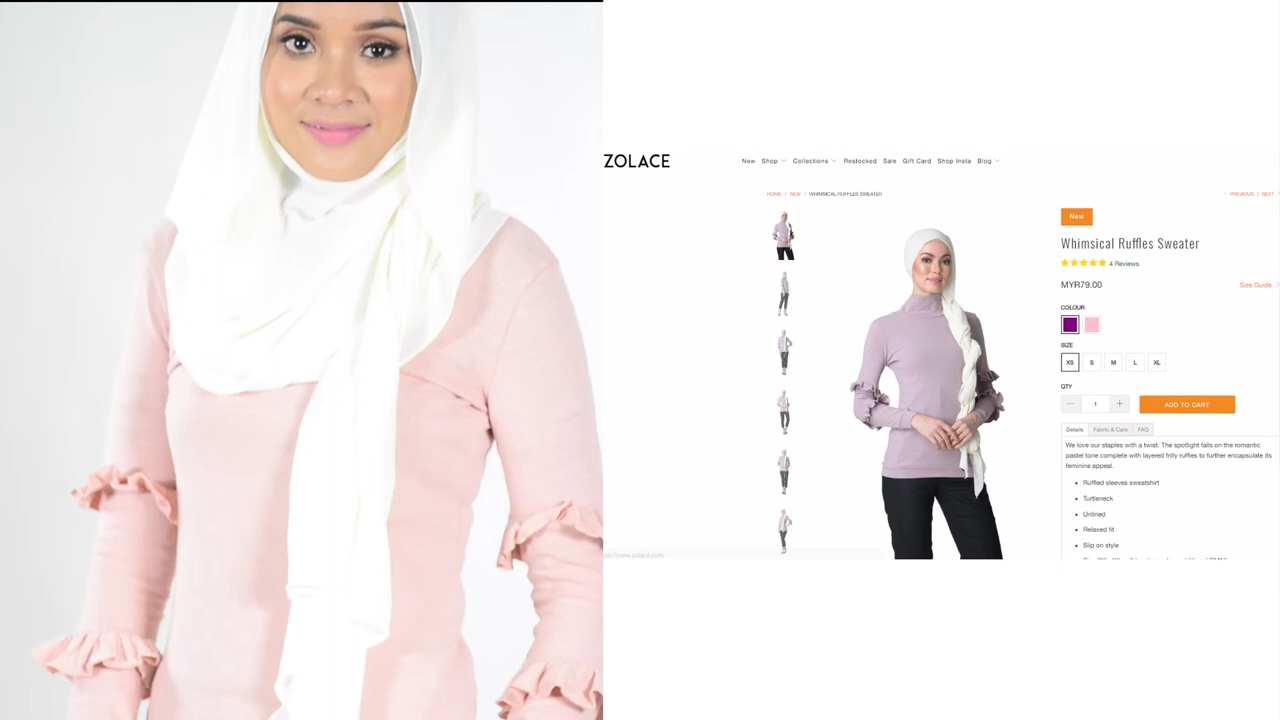 ZOLACE
New Shop Collections Restocked Sale Gift Card Shop Insta Blog
HOME / NEW / WHIMSICAL RUFFLES SWEATER
PREVIOUS | NEXT
New
Whimsical Ruffles Sweater
4 Reviews
MYR79.00
Size Guide
COLOUR
SIZE
XS S M L XL
QTY
— 1 +
ADD TO CART
Details Fabric & Care FAQ
We love our staples with a twist. The spotlight falls on the romantic
pastel tone complete with layered frilly ruffles to further encapsulate its
feminine appeal.
• Ruffled sleeves sweatshirt
• Turtleneck
• Unlined
• Relaxed fit
• Slip on style
www.zolace.com